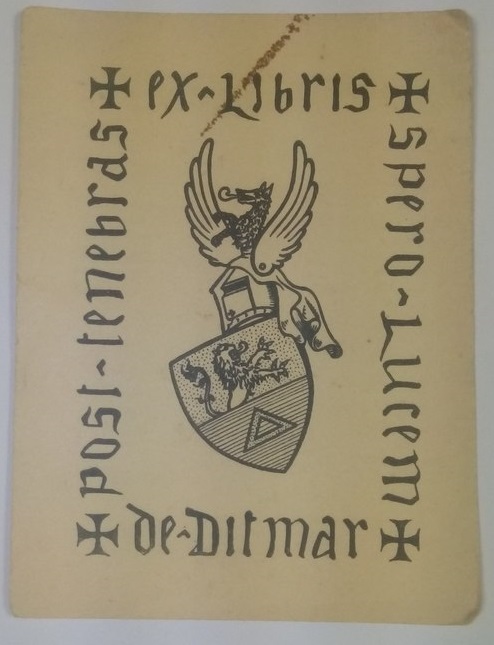 ex-Libris
post-tenebras
spero-Lucem
de-Ditmar